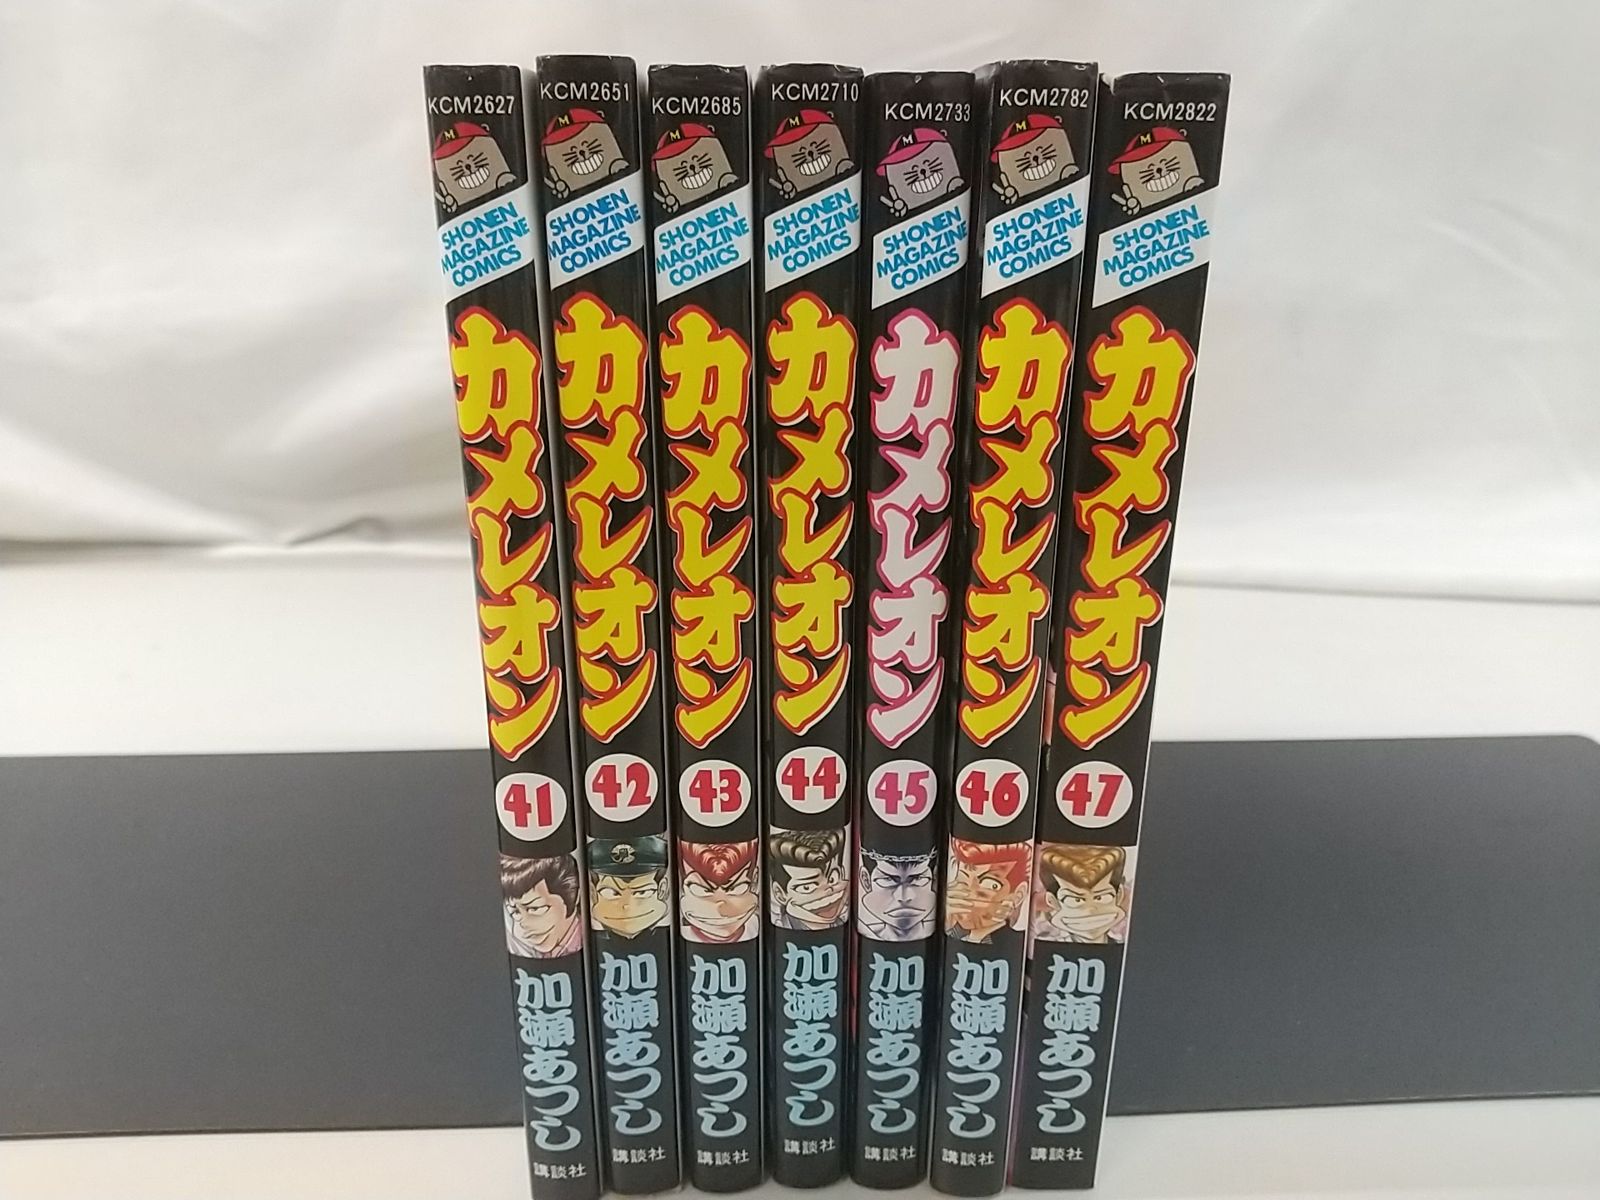 KCM2627
M
SHONEN
MAGAZINE
COMICS
カメレオン
41
加瀬あつし
講談社
KCM2651
M
SHONEN
MAGAZINE
COMICS
カメレオン
42
加瀬あつし
講談社
KCM2685
M
SHONEN
MAGAZINE
COMICS
カメレオン
43
加瀬あつし
講談社
KCM2710
M
SHONEN
MAGAZINE
COMICS
カメレオン
44
加瀬あつし
講談社
KCM2733
M
SHONEN
MAGAZINE
COMICS
カメレオン
45
加瀬あつし
講談社
KCM2782
M
SHONEN
MAGAZINE
COMICS
カメレオン
46
加瀬あつし
講談社
KCM2822
M
SHONEN
MAGAZINE
COMICS
カメレオン
47
加瀬あつし
講談社